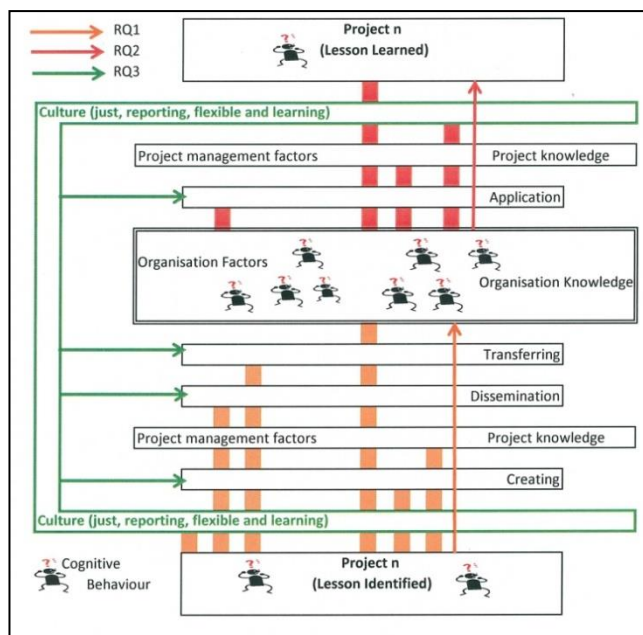 RQ1
RQ2
RQ3
Project n
(Lesson Learned)
Culture (just, reporting, flexible and learning)
Project management factors
Project knowledge
Application
Organisation Factors
Organisation Knowledge
Transferring
Dissemination
Project management factors
Project knowledge
Creating
Culture (just, reporting, flexible and learning)
Cognitive
Behaviour
Project n
(Lesson Identified)